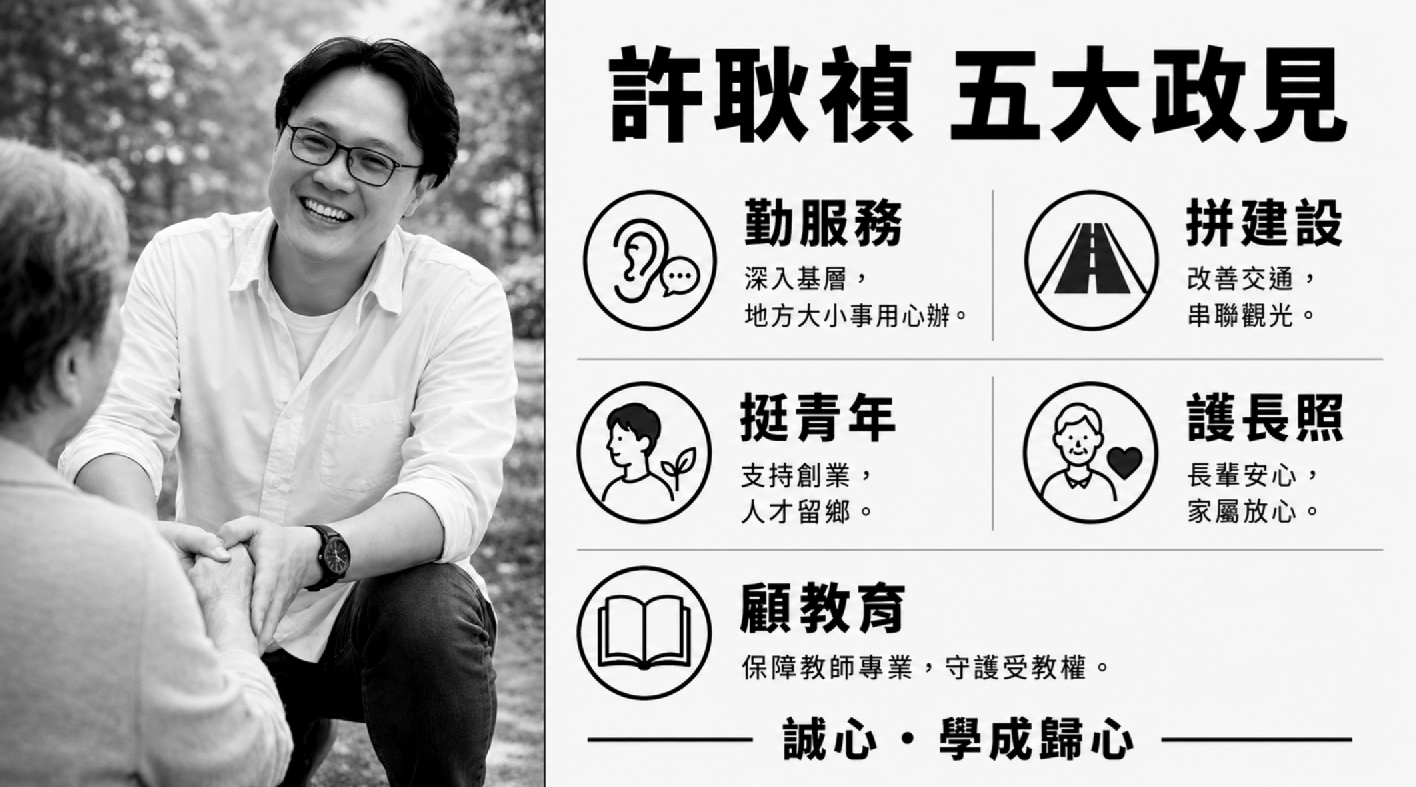 許耿禎 五大政見
勤服務
深入基層，
地方大小事用心辦。
拼建設
改善交通，
串聯觀光。
挺青年
支持創業，
人才留鄉。
護長照
長輩安心，
家屬放心。
顧教育
保障教師專業，守護受教權。
誠心・學成歸心